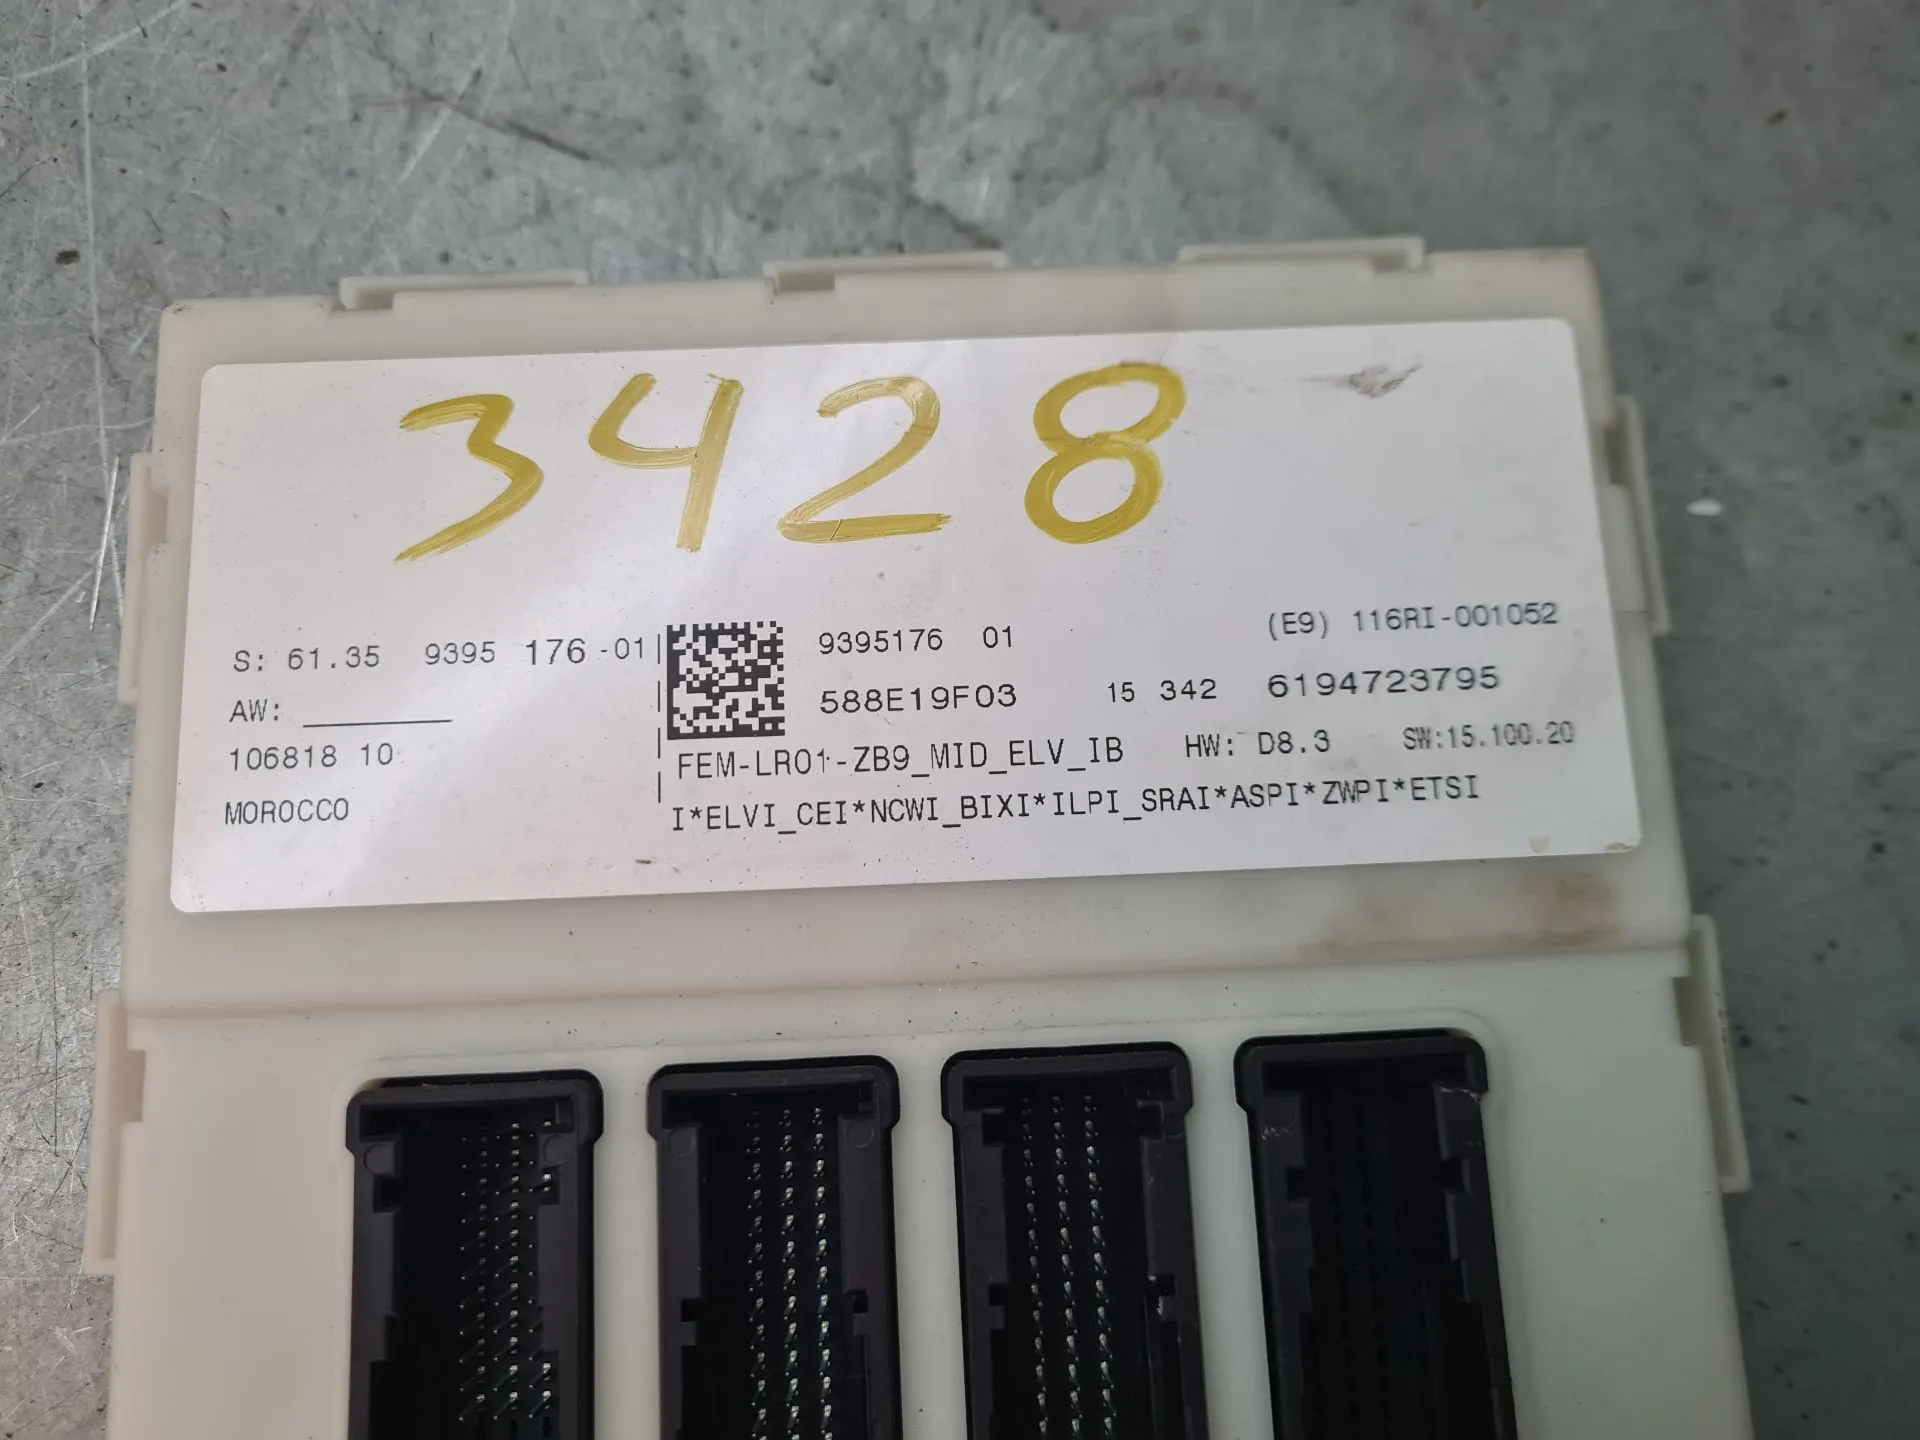 3428
S: 61.35 9395 176-01
AW:
106818 10
MOROCCO
9395176 01
(E9) 116RI-001052
588E19F03 15 342 6194723795
FEM-LR01-ZB9_MID_ELV_IB HW: D8.3 SW:15.100.20
I*ELVI_CEI*NCWI_BIXI*ILPI_SRAI*ASPI*ZWPI*ETSI